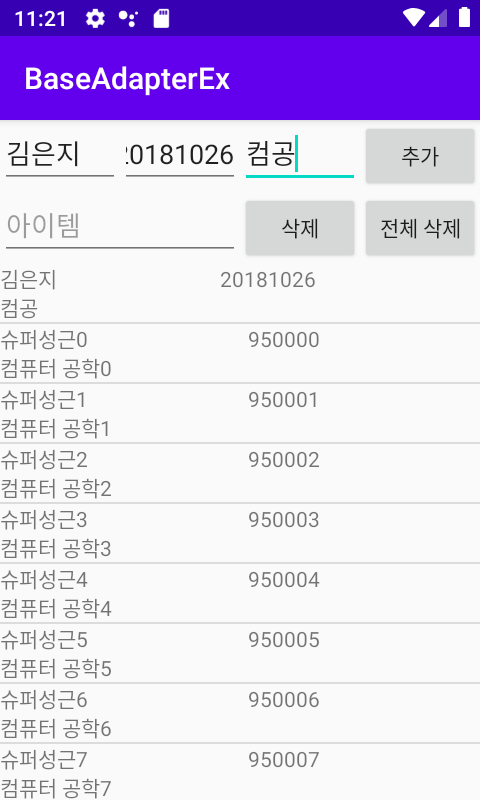 11:21
BaseAdapterEx
김은지 20181026 컴공 추가
아이템 삭제 전체 삭제
김은지 20181026
컴공
슈퍼성근0 950000
컴퓨터 공학0
슈퍼성근1 950001
컴퓨터 공학1
슈퍼성근2 950002
컴퓨터 공학2
슈퍼성근3 950003
컴퓨터 공학3
슈퍼성근4 950004
컴퓨터 공학4
슈퍼성근5 950005
컴퓨터 공학5
슈퍼성근6 950006
컴퓨터 공학6
슈퍼성근7 950007
컴퓨터 공학7